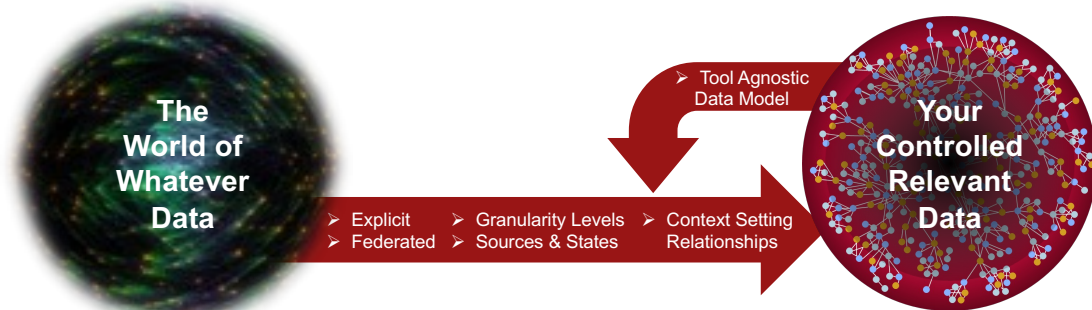 The
World of
Whatever
Data
➢ Tool Agnostic
Data Model
➢ Explicit
➢ Federated
➢ Granularity Levels
➢ Sources & States
➢ Context Setting
Relationships
Your
Controlled
Relevant
Data